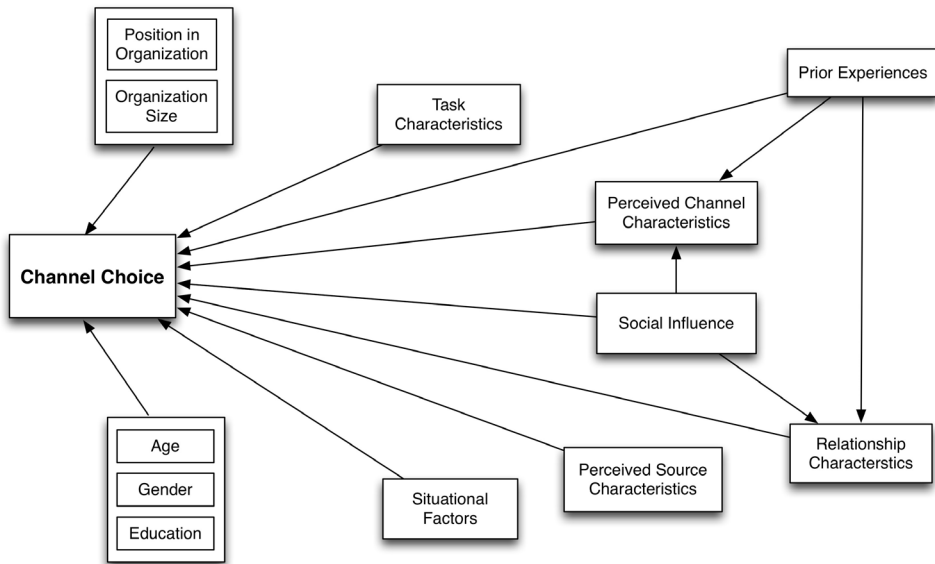 Position in
Organization
Organization
Size
Task
Characteristics
Prior Experiences
Perceived Channel
Characteristics
Channel Choice
Social Influence
Age
Gender
Education
Situational
Factors
Perceived Source
Characteristics
Relationship
Characterstics